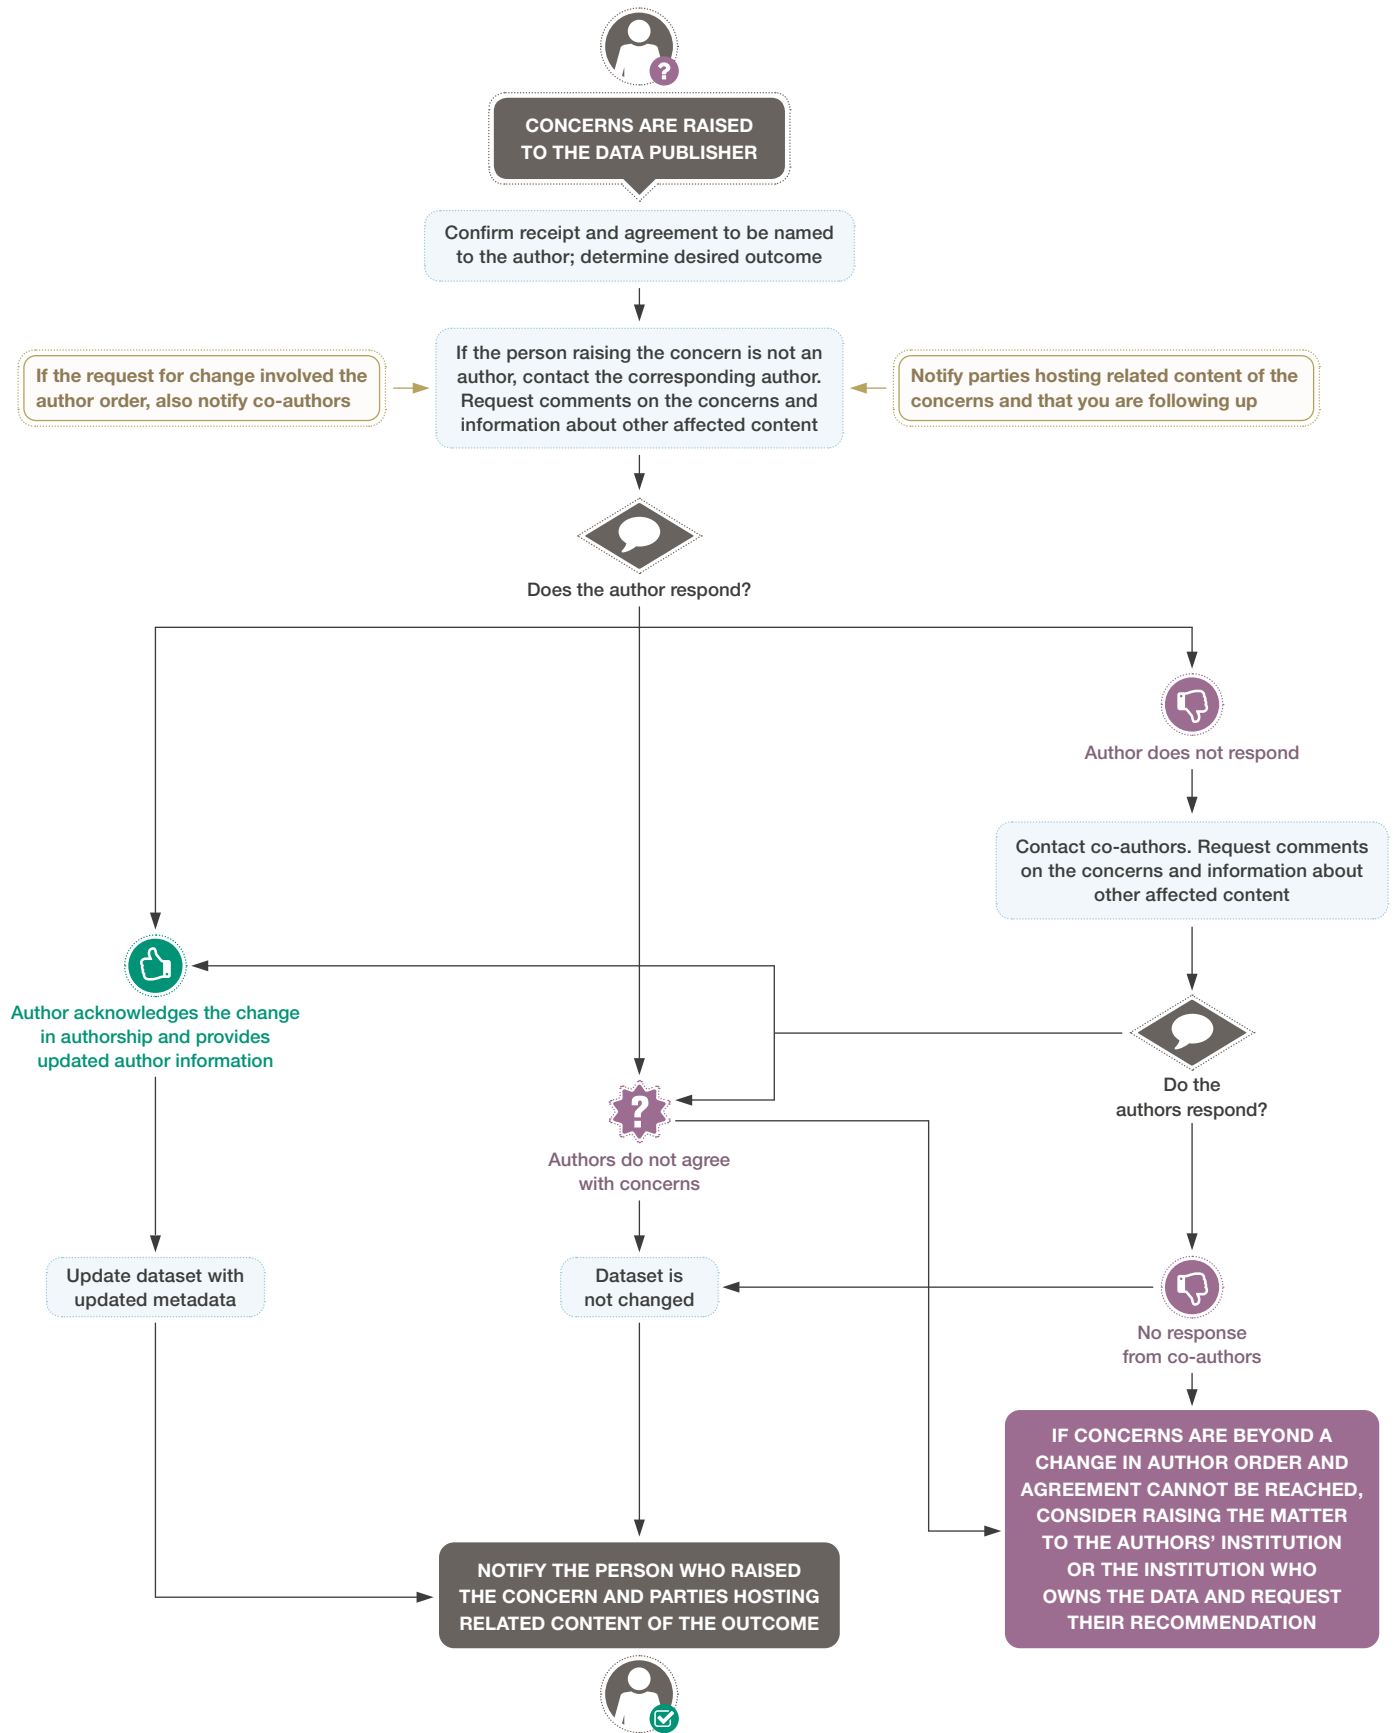 ?
CONCERNS ARE RAISED
TO THE DATA PUBLISHER
Confirm receipt and agreement to be named
to the author; determine desired outcome
If the request for change involved the
author order, also notify co-authors
If the person raising the concern is not an
author, contact the corresponding author.
Request comments on the concerns and
information about other affected content
Notify parties hosting related content of the
concerns and that you are following up
Does the author respond?
Author does not respond
Contact co-authors. Request comments
on the concerns and information about
other affected content
Author acknowledges the change
in authorship and provides
updated author information
Do the
authors respond?
?
Authors do not agree
with concerns
Update dataset with
updated metadata
Dataset is
not changed
No response
from co-authors
IF CONCERNS ARE BEYOND A
CHANGE IN AUTHOR ORDER AND
AGREEMENT CANNOT BE REACHED,
CONSIDER RAISING THE MATTER
TO THE AUTHORS’ INSTITUTION
OR THE INSTITUTION WHO
OWNS THE DATA AND REQUEST
THEIR RECOMMENDATION
NOTIFY THE PERSON WHO RAISED
THE CONCERN AND PARTIES HOSTING
RELATED CONTENT OF THE OUTCOME